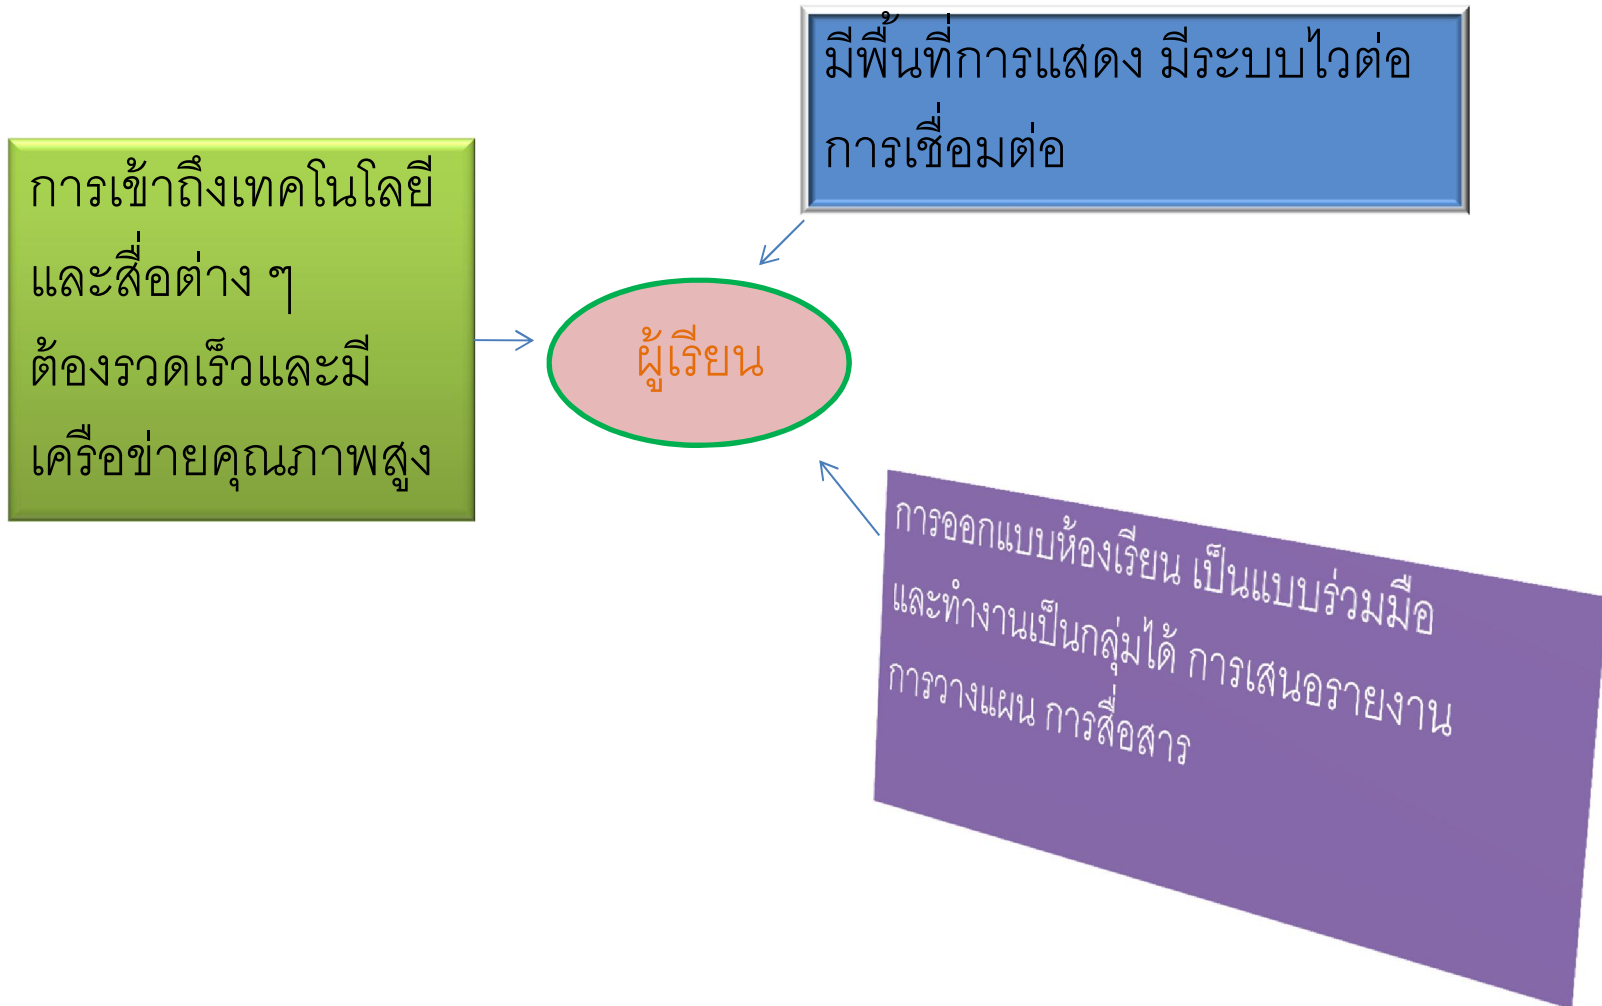 มีพื้นที่การแสดง มีระบบไวต่อ
การเชื่อมต่อ
การเข้าถึงเทคโนโลยี
และสื่อต่าง ๆ
ต้องรวดเร็วและมี
เครือข่ายคุณภาพสูง
ผู้เรียน
การออกแบบห้องเรียน เป็นแบบร่วมมือ
และทำงานเป็นกลุ่มได้ การเสนอรายงาน
การวางแผน การสื่อสาร